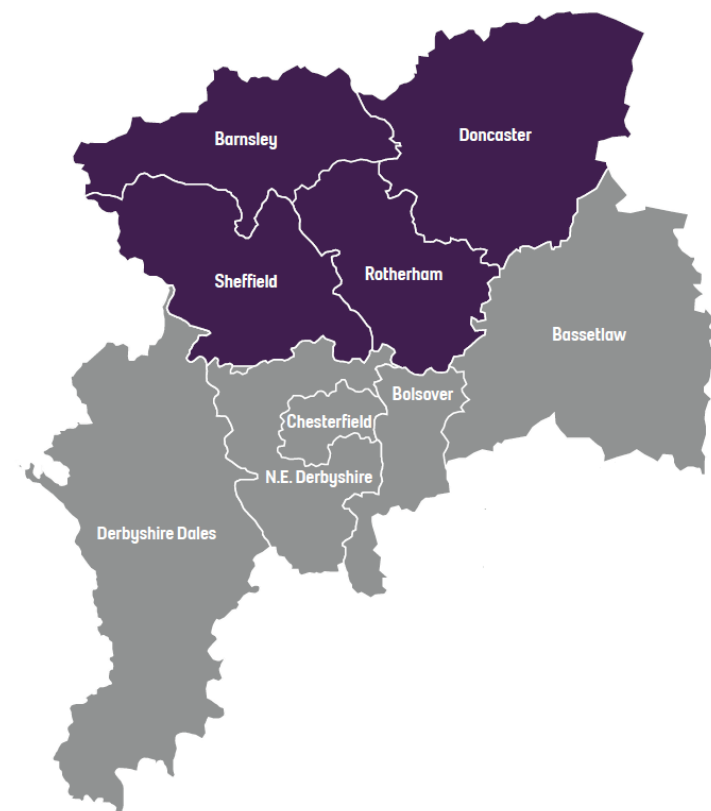 Barnsley
Doncaster
Sheffield
Rotherham
Bassetlaw
Bolsover
Chesterfield
N.E. Derbyshire
Derbyshire Dales